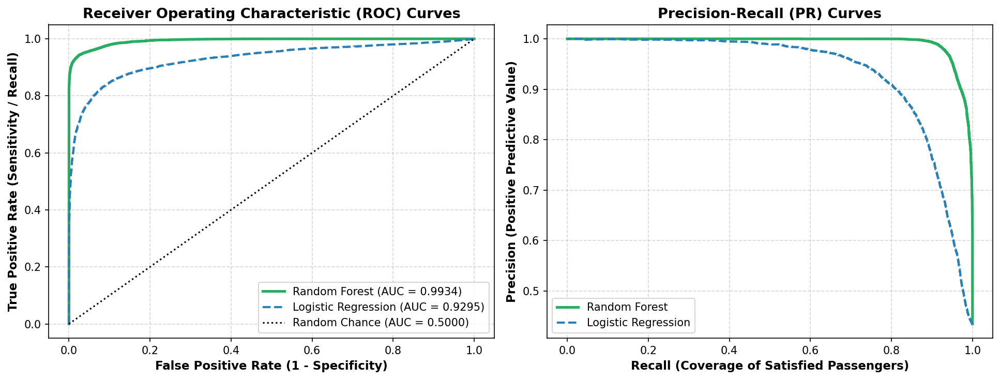 Receiver Operating Characteristic (ROC) Curves
True Positive Rate (Sensitivity / Recall)
1.0
0.8
0.6
0.4
0.2
0.0
Random Forest (AUC = 0.9934)
Logistic Regression (AUC = 0.9295)
Random Chance (AUC = 0.5000)
0.0 0.2 0.4 0.6 0.8 1.0
False Positive Rate (1 - Specificity)
Precision-Recall (PR) Curves
Precision (Positive Predictive Value)
1.0
0.9
0.8
0.7
0.6
0.5
Random Forest
Logistic Regression
0.0 0.2 0.4 0.6 0.8 1.0
Recall (Coverage of Satisfied Passengers)